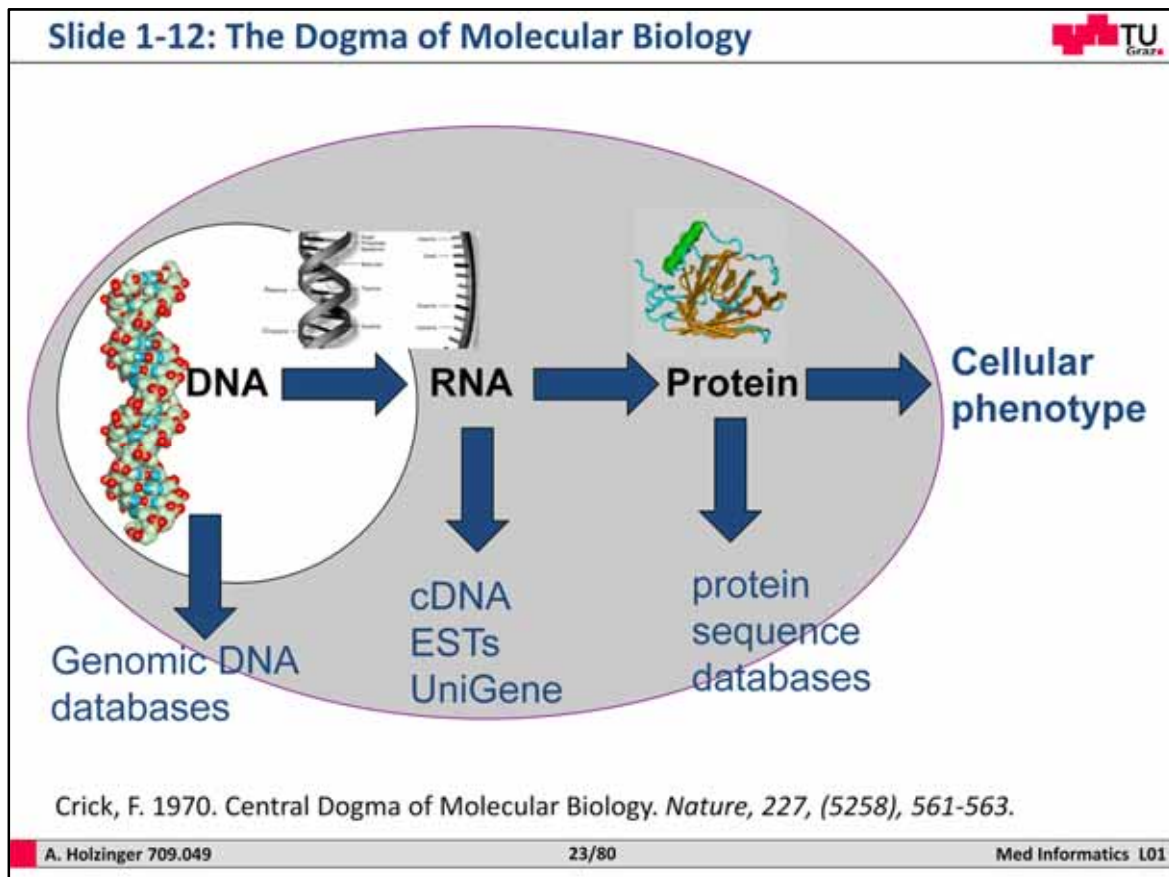 Slide 1-12: The Dogma of Molecular Biology
TU
Graz
DNA
RNA
Protein
Cellular
phenotype
Genomic DNA
databases
cDNA
ESTs
UniGene
protein
sequence
databases
Crick, F. 1970. Central Dogma of Molecular Biology. Nature, 227, (5258), 561-563.
A. Holzinger 709.049
23/80
Med Informatics L01